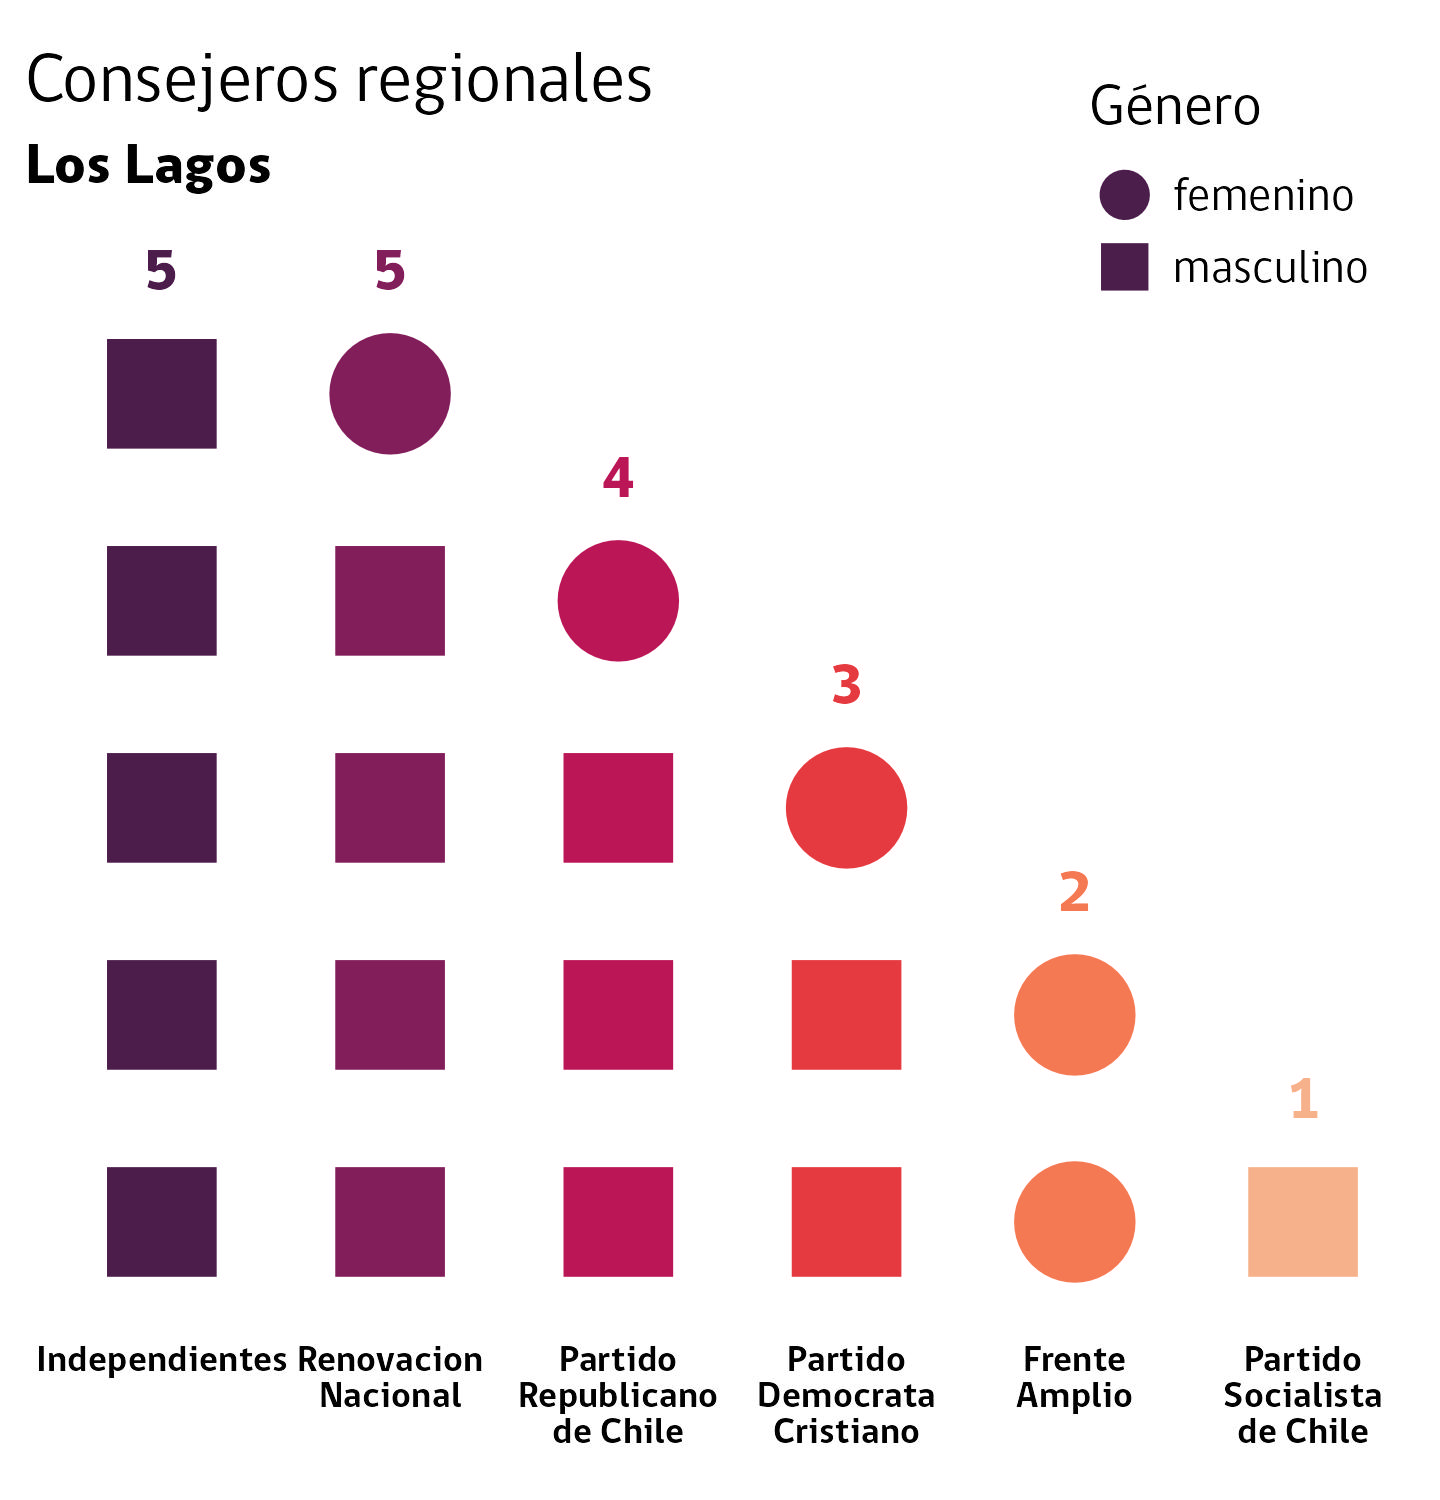 Consejeros regionales
Los Lagos
Género
femenino
masculino
5
5
4
3
2
1
Independientes
Renovacion
Nacional
Partido
Republicano
de Chile
Partido
Democrata
Cristiano
Frente
Amplio
Partido
Socialista
de Chile